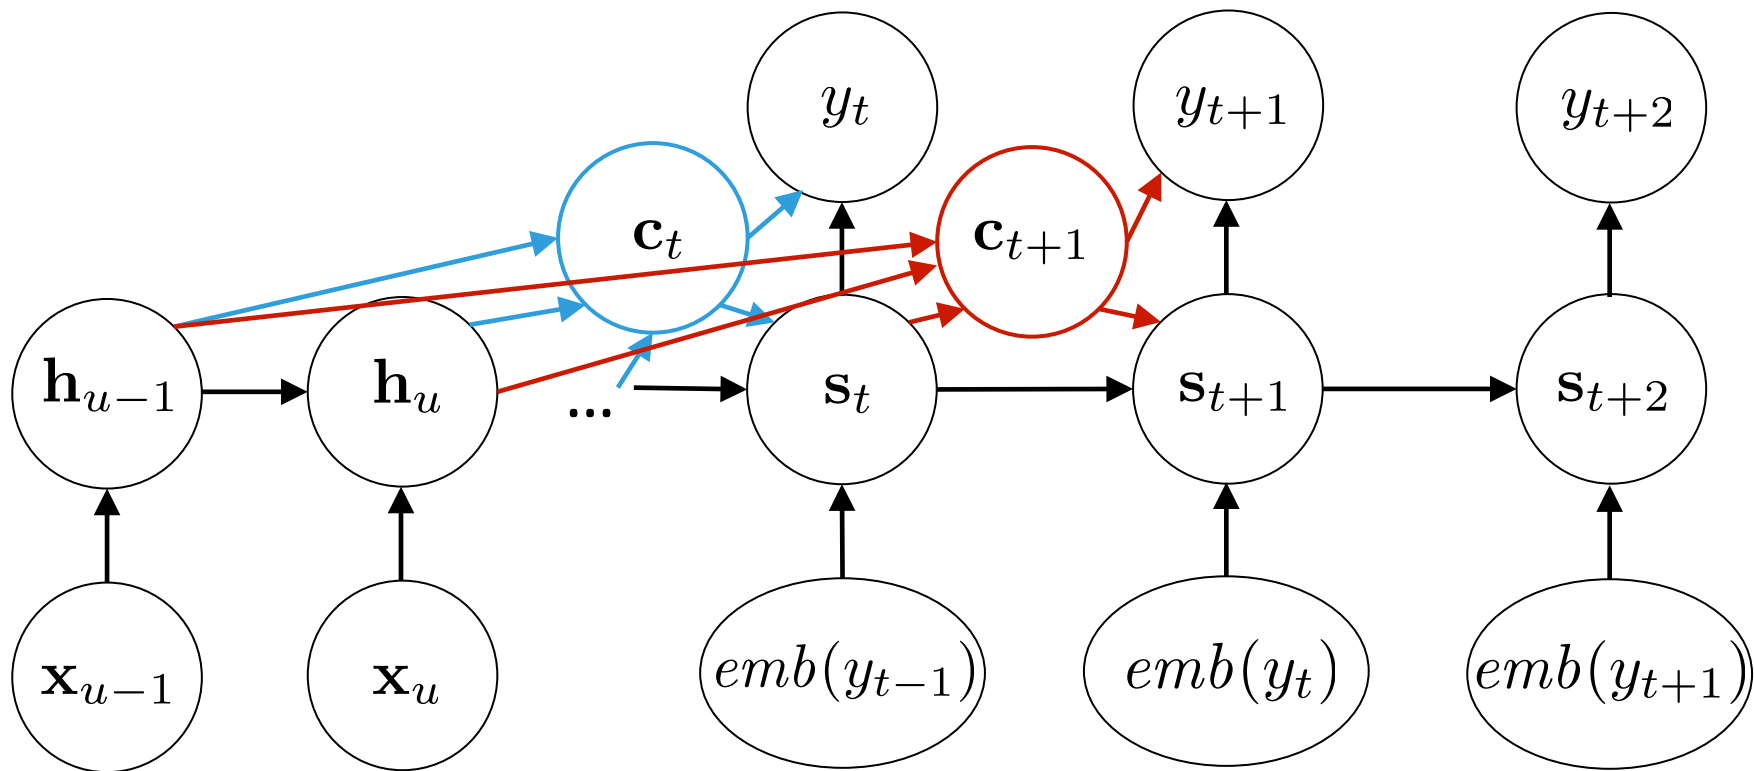 y_t
y_{t+1}
y_{t+2}
c_t
c_{t+1}
h_{u−1}
h_u
...
s_t
s_{t+1}
s_{t+2}
x_{u−1}
x_u
emb(y_{t−1})
emb(y_t)
emb(y_{t+1})